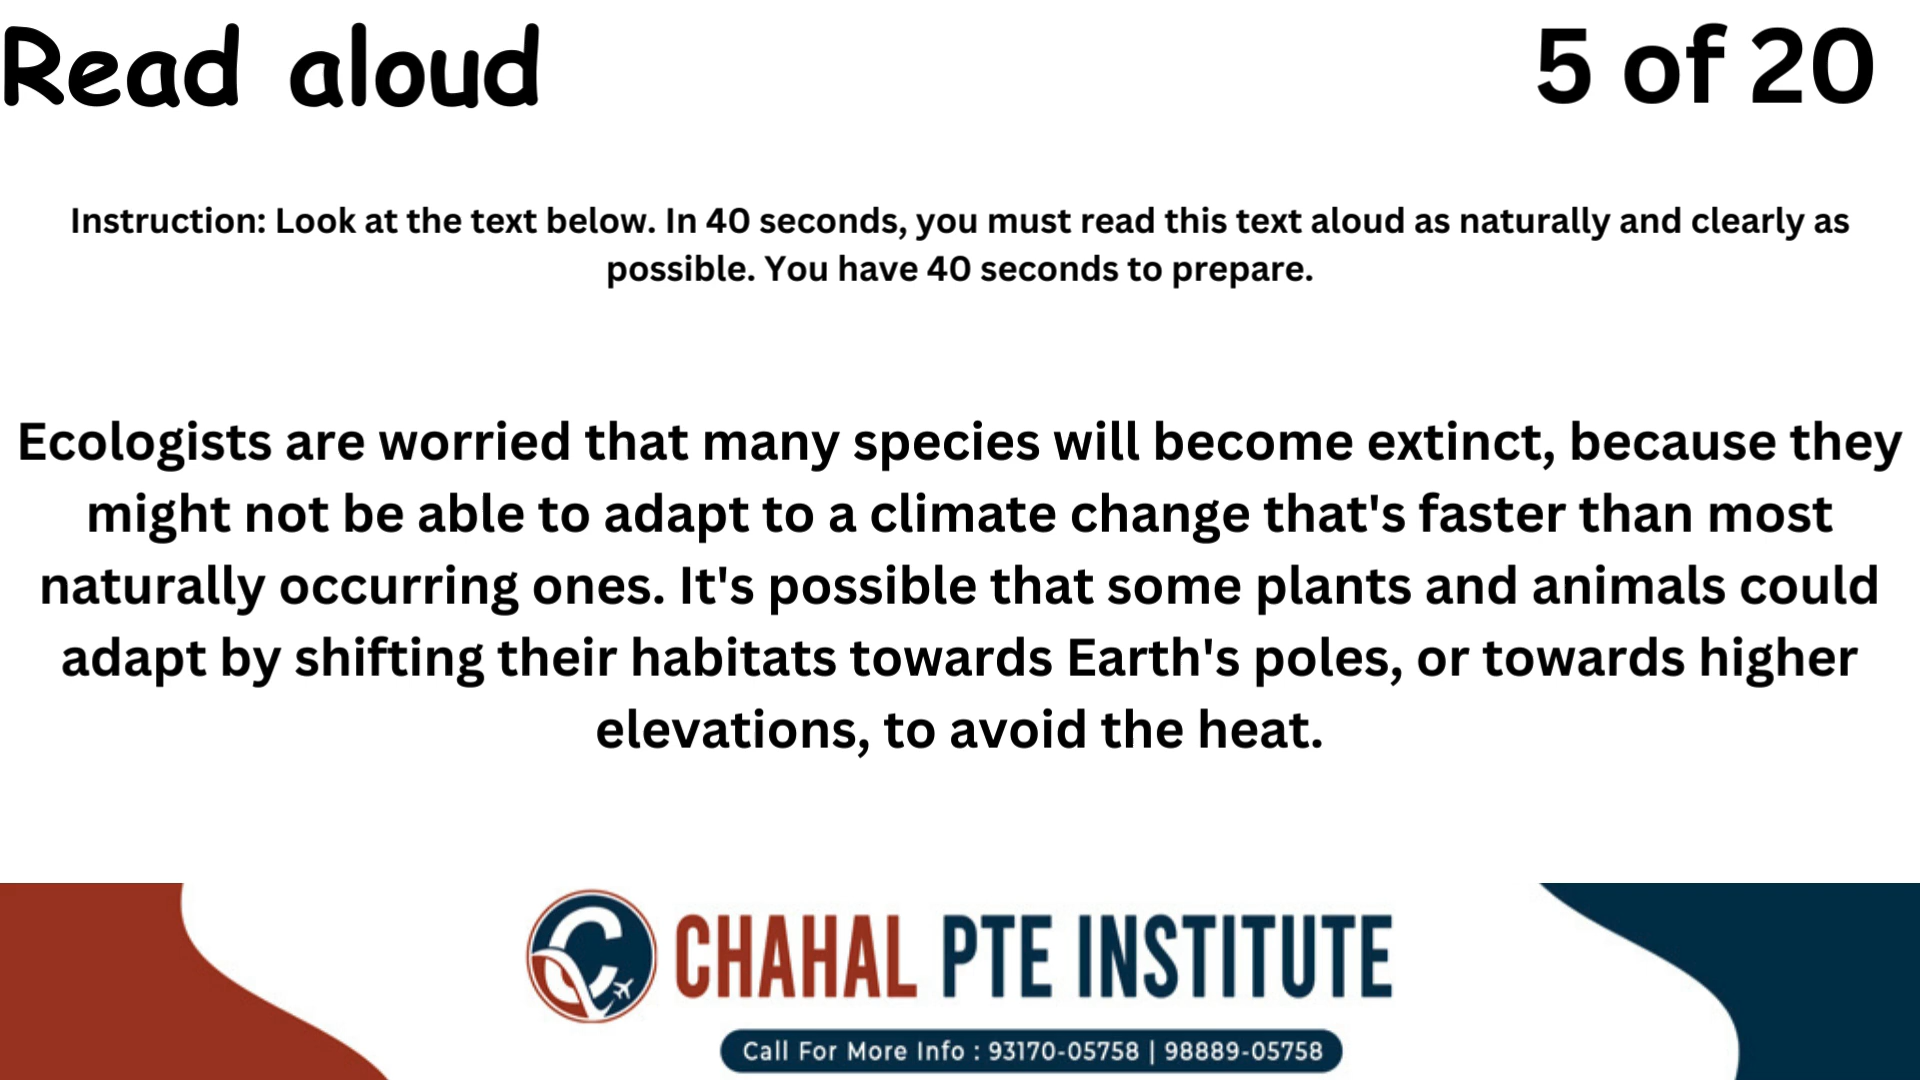 Read aloud
5 of 20
Instruction: Look at the text below. In 40 seconds, you must read this text aloud as naturally and clearly as
possible. You have 40 seconds to prepare.
Ecologists are worried that many species will become extinct, because they
might not be able to adapt to a climate change that's faster than most
naturally occurring ones. It's possible that some plants and animals could
adapt by shifting their habitats towards Earth's poles, or towards higher
elevations, to avoid the heat.
CHAHAL PTE INSTITUTE
Call For More Info : 93170-05758 | 98889-05758